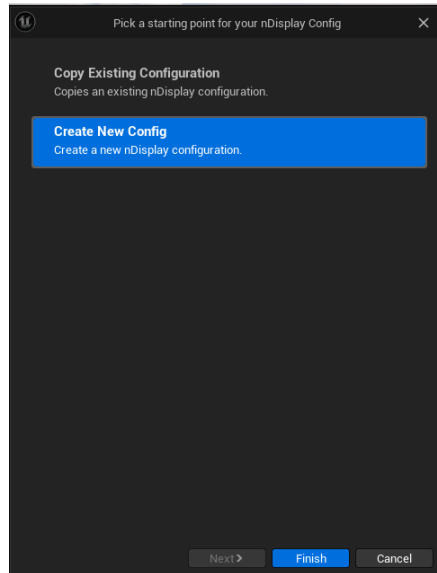 Pick a starting point for your nDisplay Config
Copy Existing Configuration
Copies an existing nDisplay configuration.
Create New Config
Create a new nDisplay configuration.
Next
Finish
Cancel